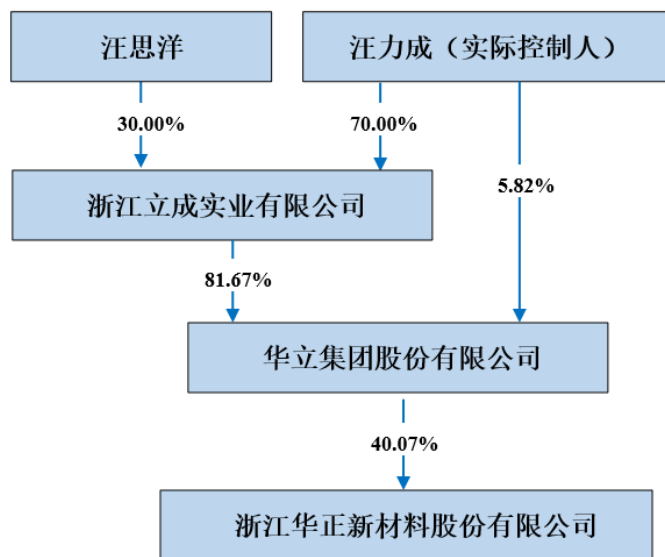 汪思洋
汪力成（实际控制人）
30.00%
70.00%
浙江立成实业有限公司
5.82%
81.67%
华立集团股份有限公司
40.07%
浙江华正新材料股份有限公司